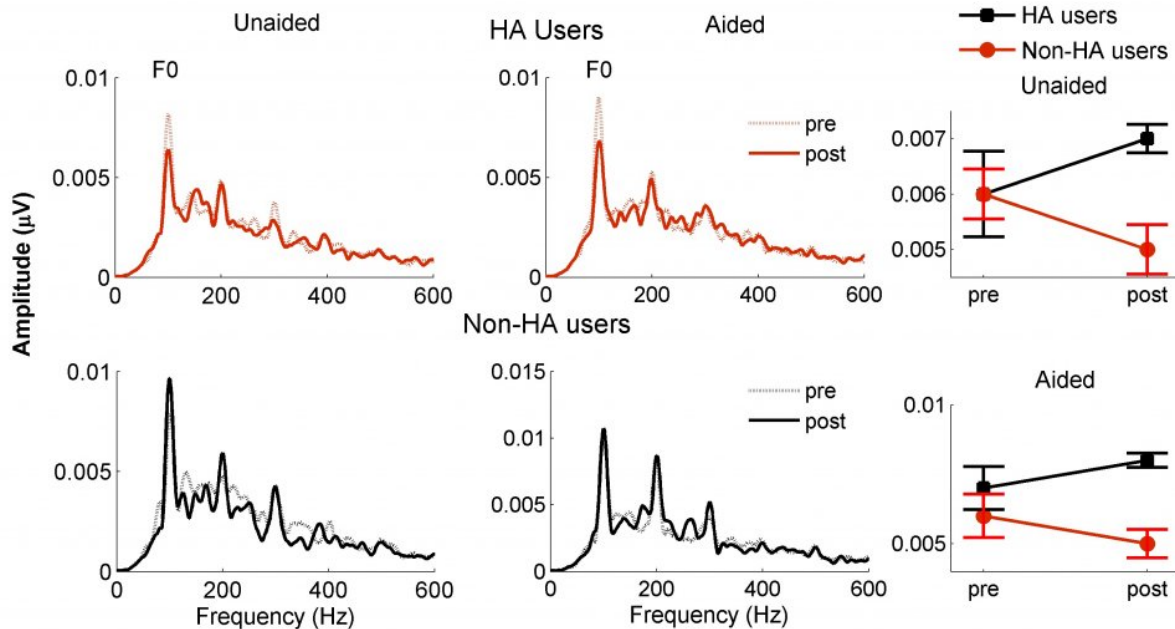 Unaided
HA Users
Aided
F0
0.01
0.005
0
0
200
400
600
F0
0.01
0.005
0
0
200
400
600
pre
post
HA users
Non-HA users
Unaided
0.007
0.006
0.005
pre
post
Amplitude (µV)
Non-HA users
0.01
0.005
0
0
200
400
600
Frequency (Hz)
0.015
0.01
0.005
0
0
200
400
600
Frequency (Hz)
pre
post
Aided
0.01
0.005
pre
post